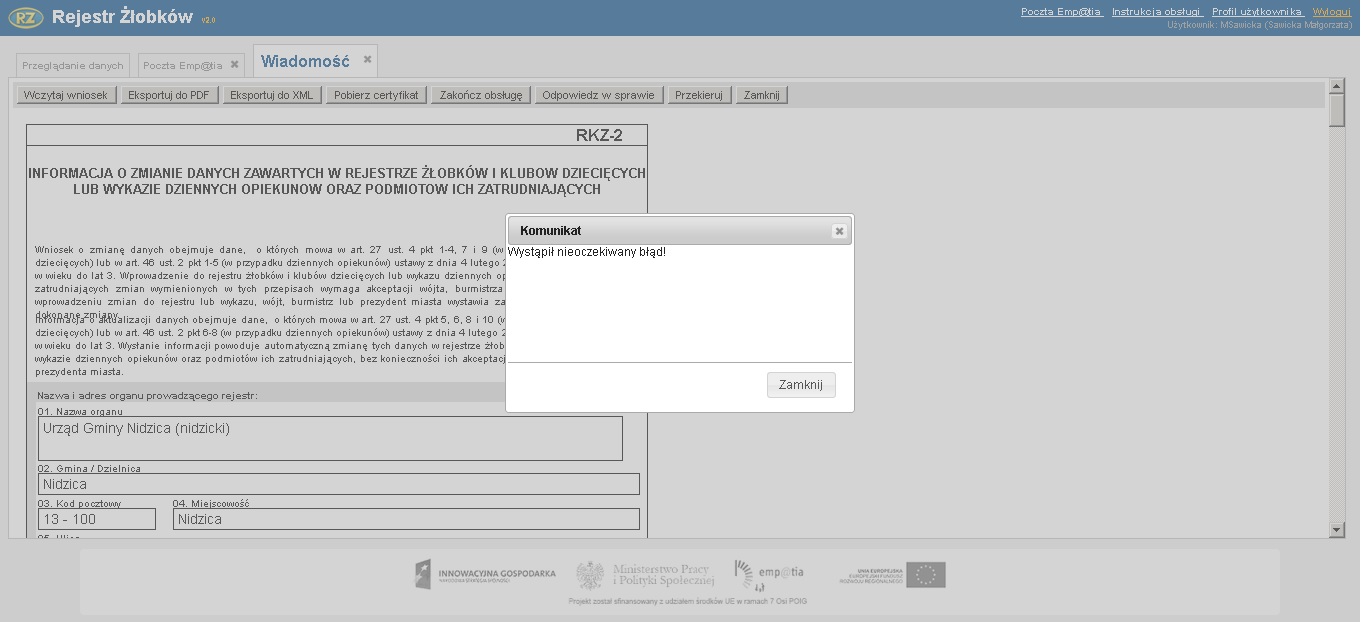 RZ Rejestr Żłobków v2.0
Poczta Emp@tia Instrukcja obsługi Profil użytkownika Wyloguj
Użytkownik: MSawicka (Sawicka Małgorzata)
Przeglądanie danych Poczta Emp@tia Wiadomość
Wczytaj wniosek Eksportuj do PDF Eksportuj do XML Pobierz certyfikat Zakończ obsługę Odpowiedz w sprawie Przekieruj Zamknij
RKZ-2
INFORMACJA O ZMIANIE DANYCH ZAWARTYCH W REJESTRZE ŻŁOBKÓW I KLUBOW DZIECIĘCYCH
LUB WYKAZIE DZIENNYCH OPIEKUNOW ORAZ PODMIOTOW ICH ZATRUDNIAJĄCYCH
Wniosek o zmianę danych obejmuje dane, o których mowa w art. 27 ust. 4 pkt 1-4, 7 i 9 (w
dziecięcych) lub w art. 46 ust. 2 pkt 1-5 (w przypadku dziennych opiekunów) ustawy z dnia 4 lutego 2
w wieku do lat 3. Wprowadzenie do rejestru żłobków i klubów dziecięcych lub wykazu dziennych op
zatrudniających zmian wymienionych w tych przepisach wymaga akceptacji wójta, burmistrza
wprowadzeniu zmian do rejestru lub wykazu, wójt, burmistrz lub prezydent miasta wystawia za
dokonane zmiany.
Informacja o aktualizacji danych obejmuje dane, o których mowa w art. 27 ust. 4 pkt 5, 6, 8 i 10 (w
dziecięcych) lub w art. 46 ust. 2 pkt 6-8 (w przypadku dziennych opiekunów) ustawy z dnia 4 lutego 2
w wieku do lat 3. Wysłanie informacji powoduje automatyczną zmianę tych danych w rejestrze żłob
wykazie dziennych opiekunów oraz podmiotów ich zatrudniających, bez konieczności ich akceptacj
prezydenta miasta.
Komunikat
Wystąpił nieoczekiwany błąd!
Zamknij
Nazwa i adres organu prowadzącego rejestr:
01. Nazwa organu
Urząd Gminy Nidzica (nidzicki)
02. Gmina / Dzielnica
Nidzica
03. Kod pocztowy 04. Miejscowość
13 - 100 Nidzica
05. Ulica
INNOWACYJNA GOSPODARKA
NARODOWA STRATEGIA SPÓJNOŚCI
Ministerstwo Pracy
i Polityki Społecznej
emp@tia
UNIA EUROPEJSKA
EUROPEJSKI FUNDUSZ
ROZWOJU REGIONALNEGO
Projekt został sfinansowany z udziałem środków UE w ramach 7 Osi POIG